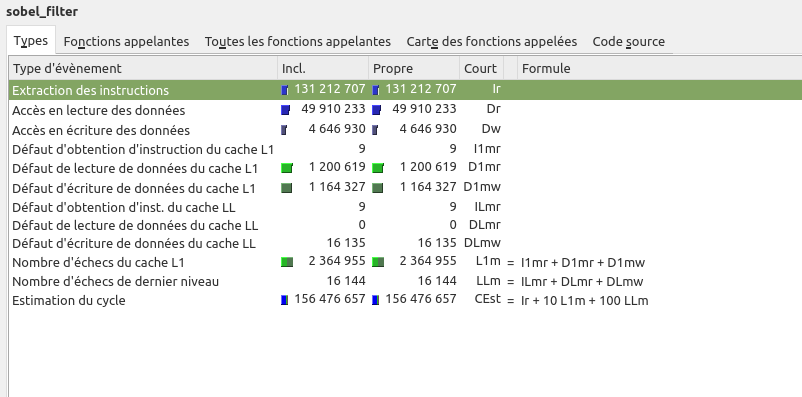 sobel_filter
Types Fonctions appelantes Toutes les fonctions appelantes Carte des fonctions appelées Code source
Type d'évènement Incl. Propre Court Formule
Extraction des instructions 131 212 707 131 212 707 Ir
Accès en lecture des données 49 910 233 49 910 233 Dr
Accès en écriture des données 4 646 930 4 646 930 Dw
Défaut d'obtention d'instruction du cache L1 9 9 I1mr
Défaut de lecture de données du cache L1 1 200 619 1 200 619 D1mr
Défaut d'écriture de données du cache L1 1 164 327 1 164 327 D1mw
Défaut d'obtention d'inst. du cache LL 9 9 ILmr
Défaut de lecture de données du cache LL 0 0 DLmr
Défaut d'écriture de données du cache LL 16 135 16 135 DLmw
Nombre d'échecs du cache L1 2 364 955 2 364 955 L1m = I1mr + D1mr + D1mw
Nombre d'échecs de dernier niveau 16 144 16 144 LLm = ILmr + DLmr + DLmw
Estimation du cycle 156 476 657 156 476 657 CEst = Ir + 10 L1m + 100 LLm